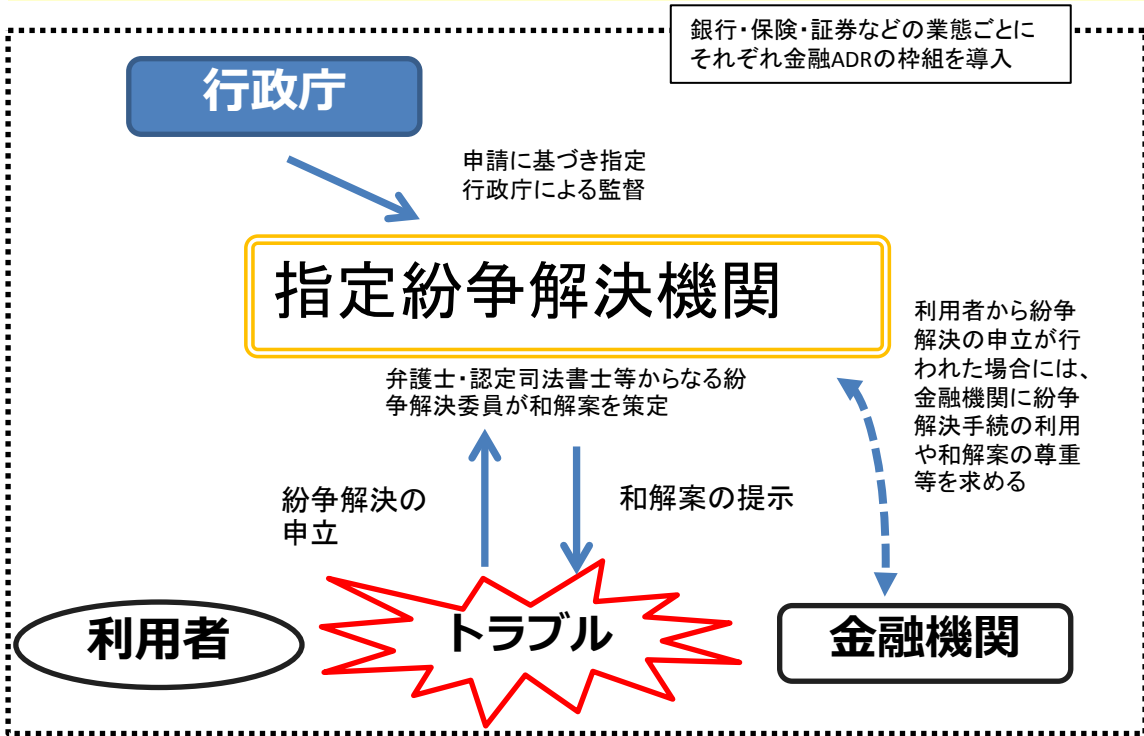 銀行・保険・証券などの業態ごとに
それぞれ金融ADRの枠組を導入
行政庁
申請に基づき指定
行政庁による監督
指定紛争解決機関
弁護士・認定司法書士等からなる紛
争解決委員が和解案を策定
利用者から紛争
解決の申立が行
われた場合には、
金融機関に紛争
解決手続の利用
や和解案の尊重
等を求める
紛争解決の
申立
和解案の提示
利用者
トラブル
金融機関